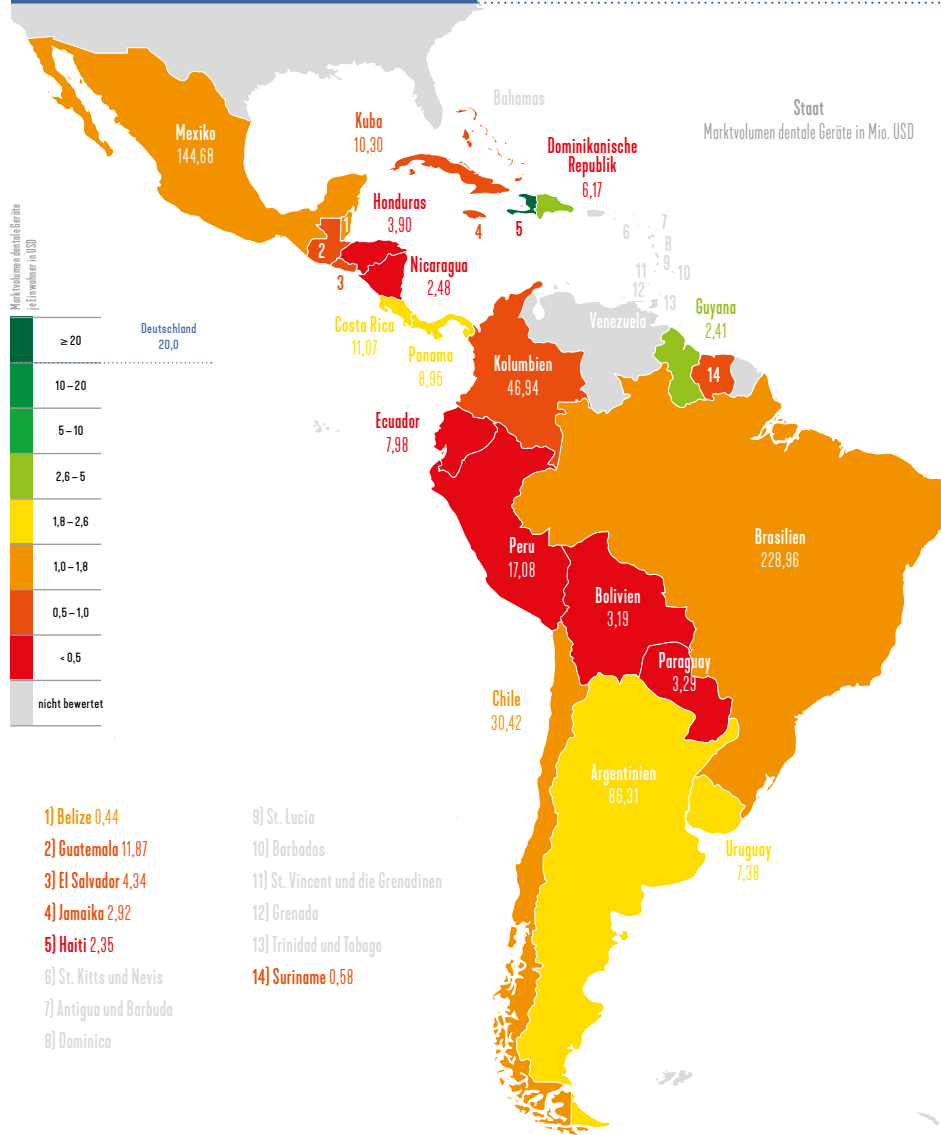 Bahamas
Staat
Marktvolumen dentale Geräte in Mio. USD
Mexiko
144,68
Kuba
10,30
Dominikanische
Republik
6,17
Honduras
3,90
1
2
3
4
5
6
7
8
9
10
11
12
13
Nicaragua
2,48
Costa Rica
11,07
Panama
8,95
Venezuela
Guyana
2,41
14
Kolumbien
46,94
Ecuador
7,98
Peru
17,08
Brasilien
228,96
Bolivien
3,19
Paraguay
3,29
Chile
30,42
Argentinien
86,31
Uruguay
7,38
Marktvolumen dentale Geräte
je Einwohner in USD
≥ 20
Deutschland
20,0
10 – 20
5 – 10
2,6 – 5
1,8 – 2,6
1,0 – 1,8
0,5 – 1,0
< 0,5
nicht bewertet
1) Belize 0,44
2) Guatemala 11,87
3) El Salvador 4,34
4) Jamaika 2,92
5) Haiti 2,35
6) St. Kitts und Nevis
7) Antigua und Barbuda
8) Dominica
9) St. Lucia
10) Barbados
11) St. Vincent und die Grenadinen
12) Grenada
13) Trinidad und Tobago
14) Suriname 0,58